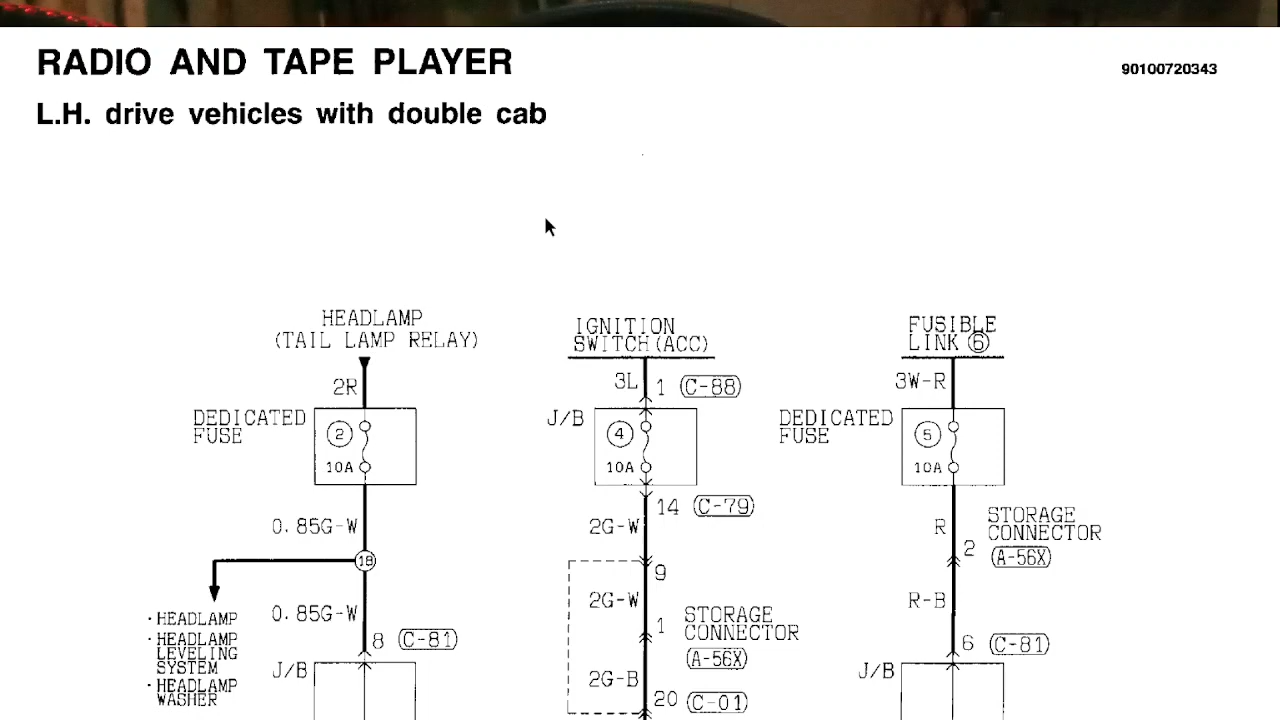 RADIO AND TAPE PLAYER
90100720343
L.H. drive vehicles with double cab
HEADLAMP
(TAIL LAMP RELAY)
IGNITION
SWITCH(ACC)
FUSIBLE
LINK ⑥
2R
3L
1
C-88
3W-R
DEDICATED
FUSE
2
10A
J/B
4
10A
DEDICATED
FUSE
5
10A
14
C-79
0.85G-W
2G-W
R
STORAGE
CONNECTOR
2
A-56X
18
9
0.85G-W
2G-W
R-B
· HEADLAMP
· HEADLAMP
LEVELING
SYSTEM
· HEADLAMP
WASHER
8
C-81
1
STORAGE
CONNECTOR
A-56X
6
C-81
J/B
2G-B
20
C-01
J/B